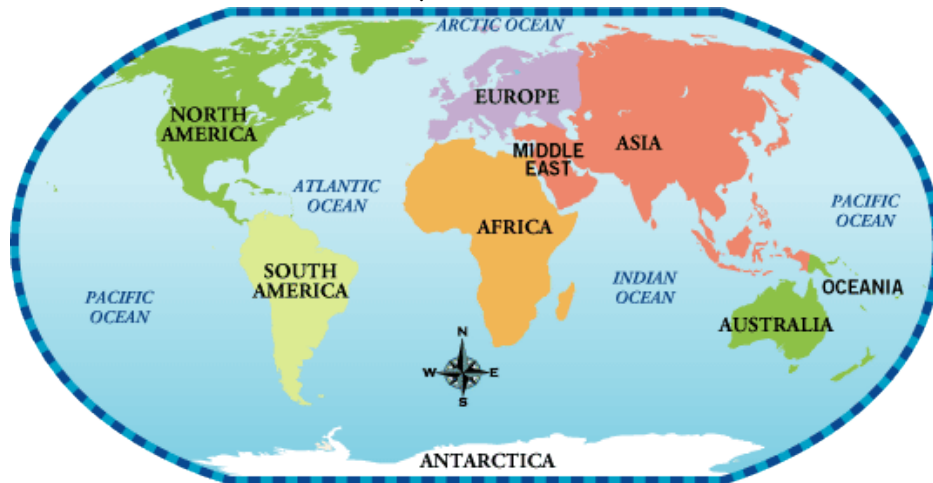 ARCTIC OCEAN
EUROPE
NORTH
AMERICA
ASIA
MIDDLE
EAST
ATLANTIC
OCEAN
PACIFIC
OCEAN
AFRICA
SOUTH
AMERICA
INDIAN
OCEAN
OCEANIA
PACIFIC
OCEAN
AUSTRALIA
N
W
E
S
ANTARCTICA